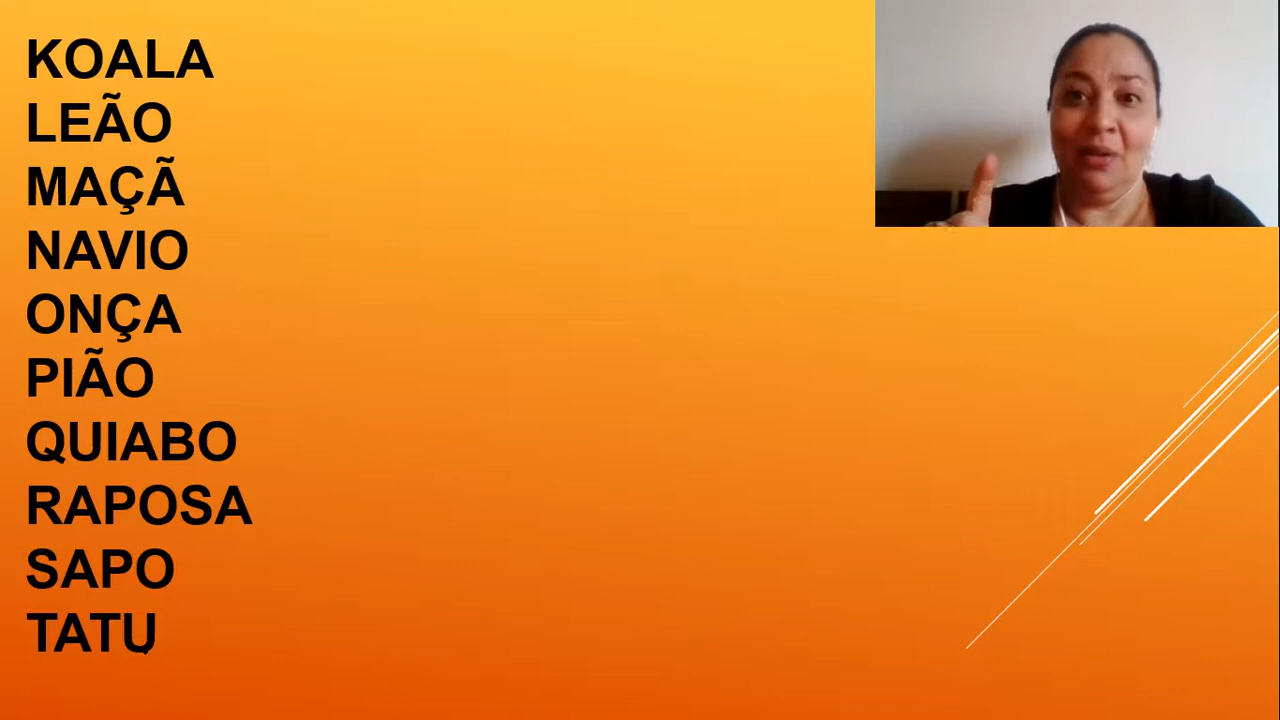 KOALA
LEÃO
MAÇÃ
NAVIO
ONÇA
PIÃO
QUIABO
RAPOSA
SAPO
TATU